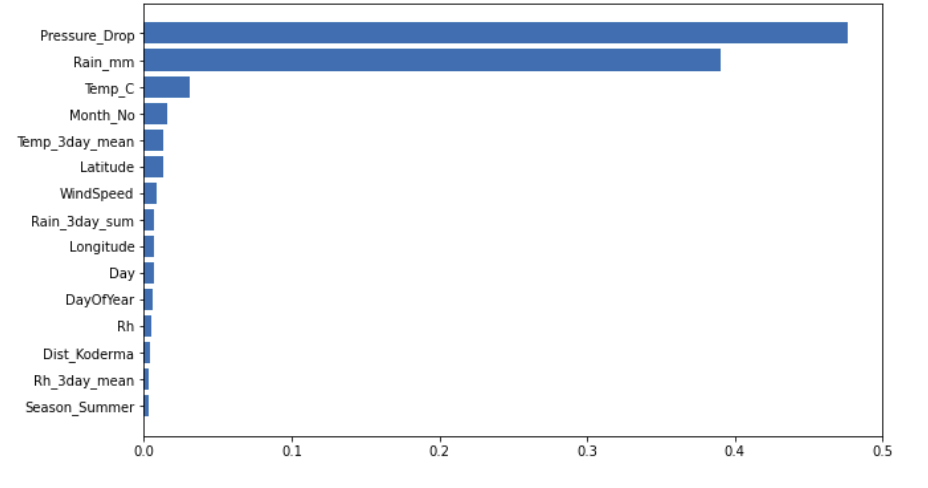 Pressure_Drop
Rain_mm
Temp_C
Month_No
Temp_3day_mean
Latitude
WindSpeed
Rain_3day_sum
Longitude
Day
DayOfYear
Rh
Dist_Koderma
Rh_3day_mean
Season_Summer
0.0 0.1 0.2 0.3 0.4 0.5